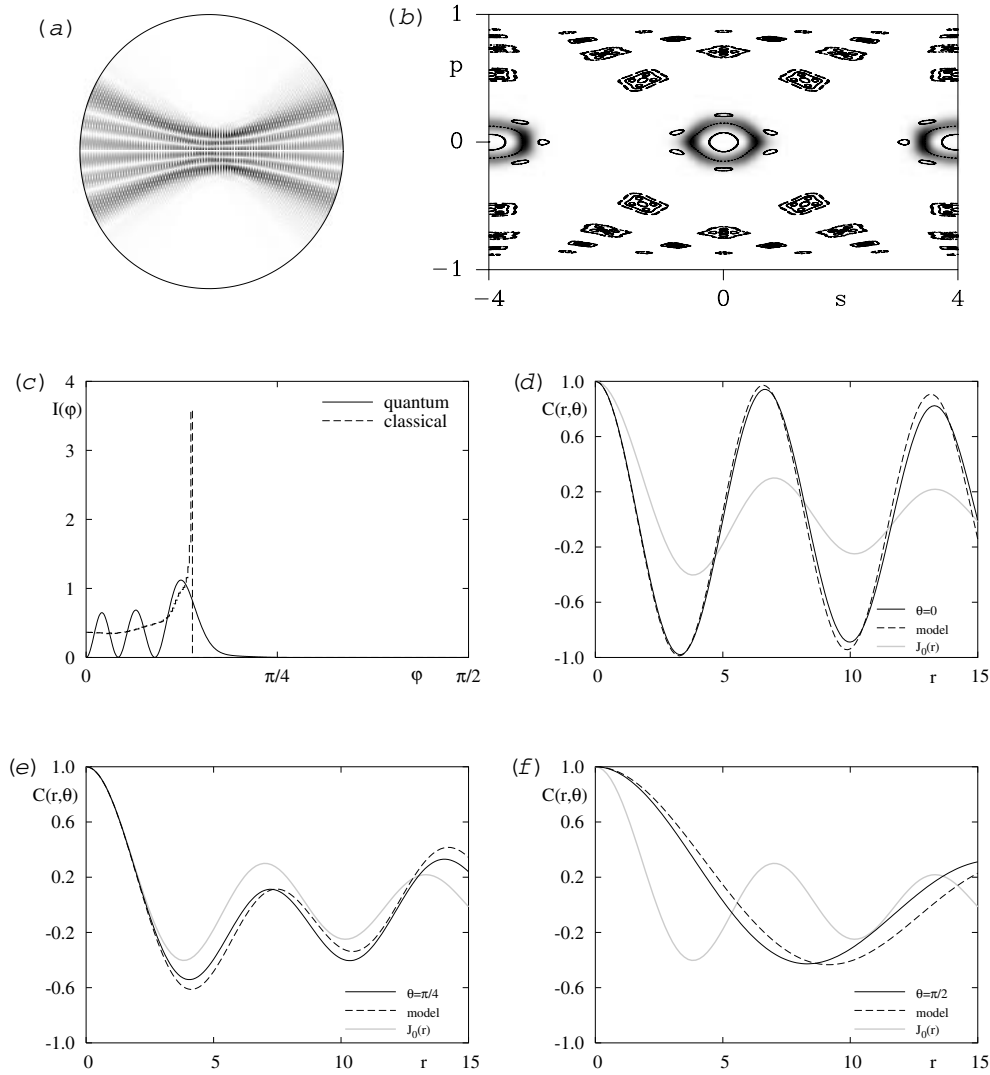 (a)
(b)
1
p
0
−1
−4
0
s
4
(c)
4
I(φ)
3
2
1
0
quantum
classical
0
π/4
φ
π/2
(d)
1.0
C(r,θ)
0.6
0.2
-0.2
-0.6
-1.0
θ=0
model
J₀(r)
0
5
10
r
15
(e)
1.0
C(r,θ)
0.6
0.2
-0.2
-0.6
-1.0
θ=π/4
model
J₀(r)
0
5
10
r
15
(f)
1.0
C(r,θ)
0.6
0.2
-0.2
-0.6
-1.0
θ=π/2
model
J₀(r)
0
5
10
r
15